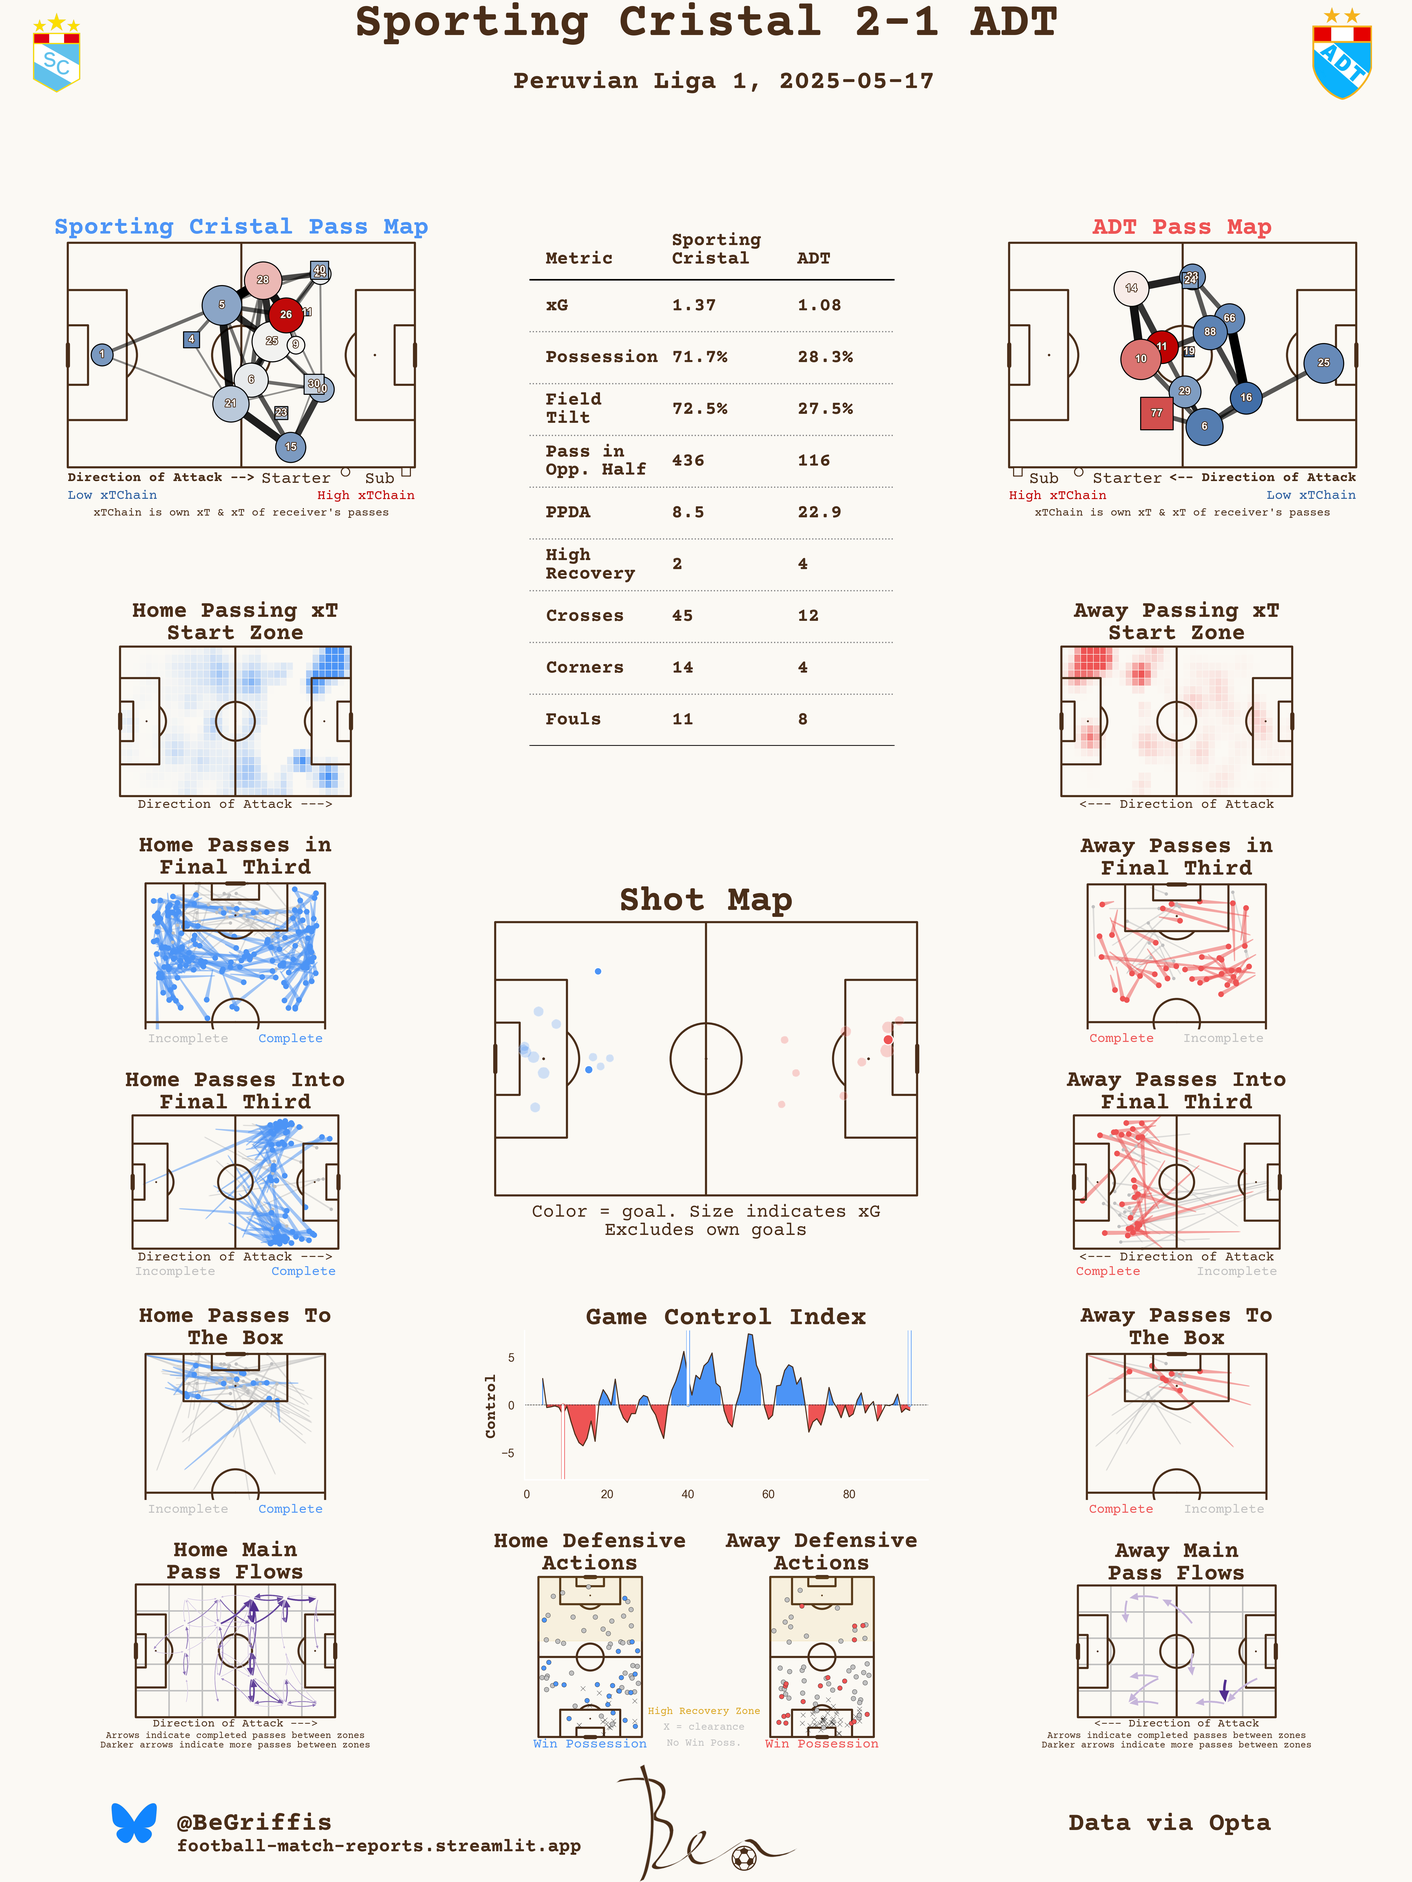 Sporting Cristal 2-1 ADT
Peruvian Liga 1, 2025-05-17
SC
ADT
Sporting Cristal Pass Map
28
5
26
11
25
9
4
1
6
30
10
21
23
15
40
Direction of Attack --> Starter Sub
Low xTChain High xTChain
xTChain is own xT & xT of receiver's passes
Metric Sporting Cristal ADT
xG 1.37 1.08
Possession 71.7% 28.3%
Field Tilt 72.5% 27.5%
Pass in Opp. Half 436 116
PPDA 8.5 22.9
High Recovery 2 4
Crosses 45 12
Corners 14 4
Fouls 11 8
ADT Pass Map
14
23
24
66
88
11
10
19
25
29
16
77
6
Sub Starter <-- Direction of Attack
High xTChain Low xTChain
xTChain is own xT & xT of receiver's passes
Home Passing xT
Start Zone
Direction of Attack --->
Away Passing xT
Start Zone
<--- Direction of Attack
Home Passes in
Final Third
Incomplete Complete
Away Passes in
Final Third
Complete Incomplete
Shot Map
Color = goal. Size indicates xG
Excludes own goals
Home Passes Into
Final Third
Direction of Attack --->
Incomplete Complete
Away Passes Into
Final Third
<--- Direction of Attack
Complete Incomplete
Home Passes To
The Box
Incomplete Complete
Game Control Index
Control
5
0
−5
0 20 40 60 80
Away Passes To
The Box
Complete Incomplete
Home Main
Pass Flows
Direction of Attack --->
Arrows indicate completed passes between zones
Darker arrows indicate more passes between zones
Home Defensive
Actions
Win Possession
High Recovery Zone
X = clearance
No Win Poss.
Away Defensive
Actions
Win Possession
Away Main
Pass Flows
<--- Direction of Attack
Arrows indicate completed passes between zones
Darker arrows indicate more passes between zones
@BeGriffis
football-match-reports.streamlit.app
Ben
Data via Opta